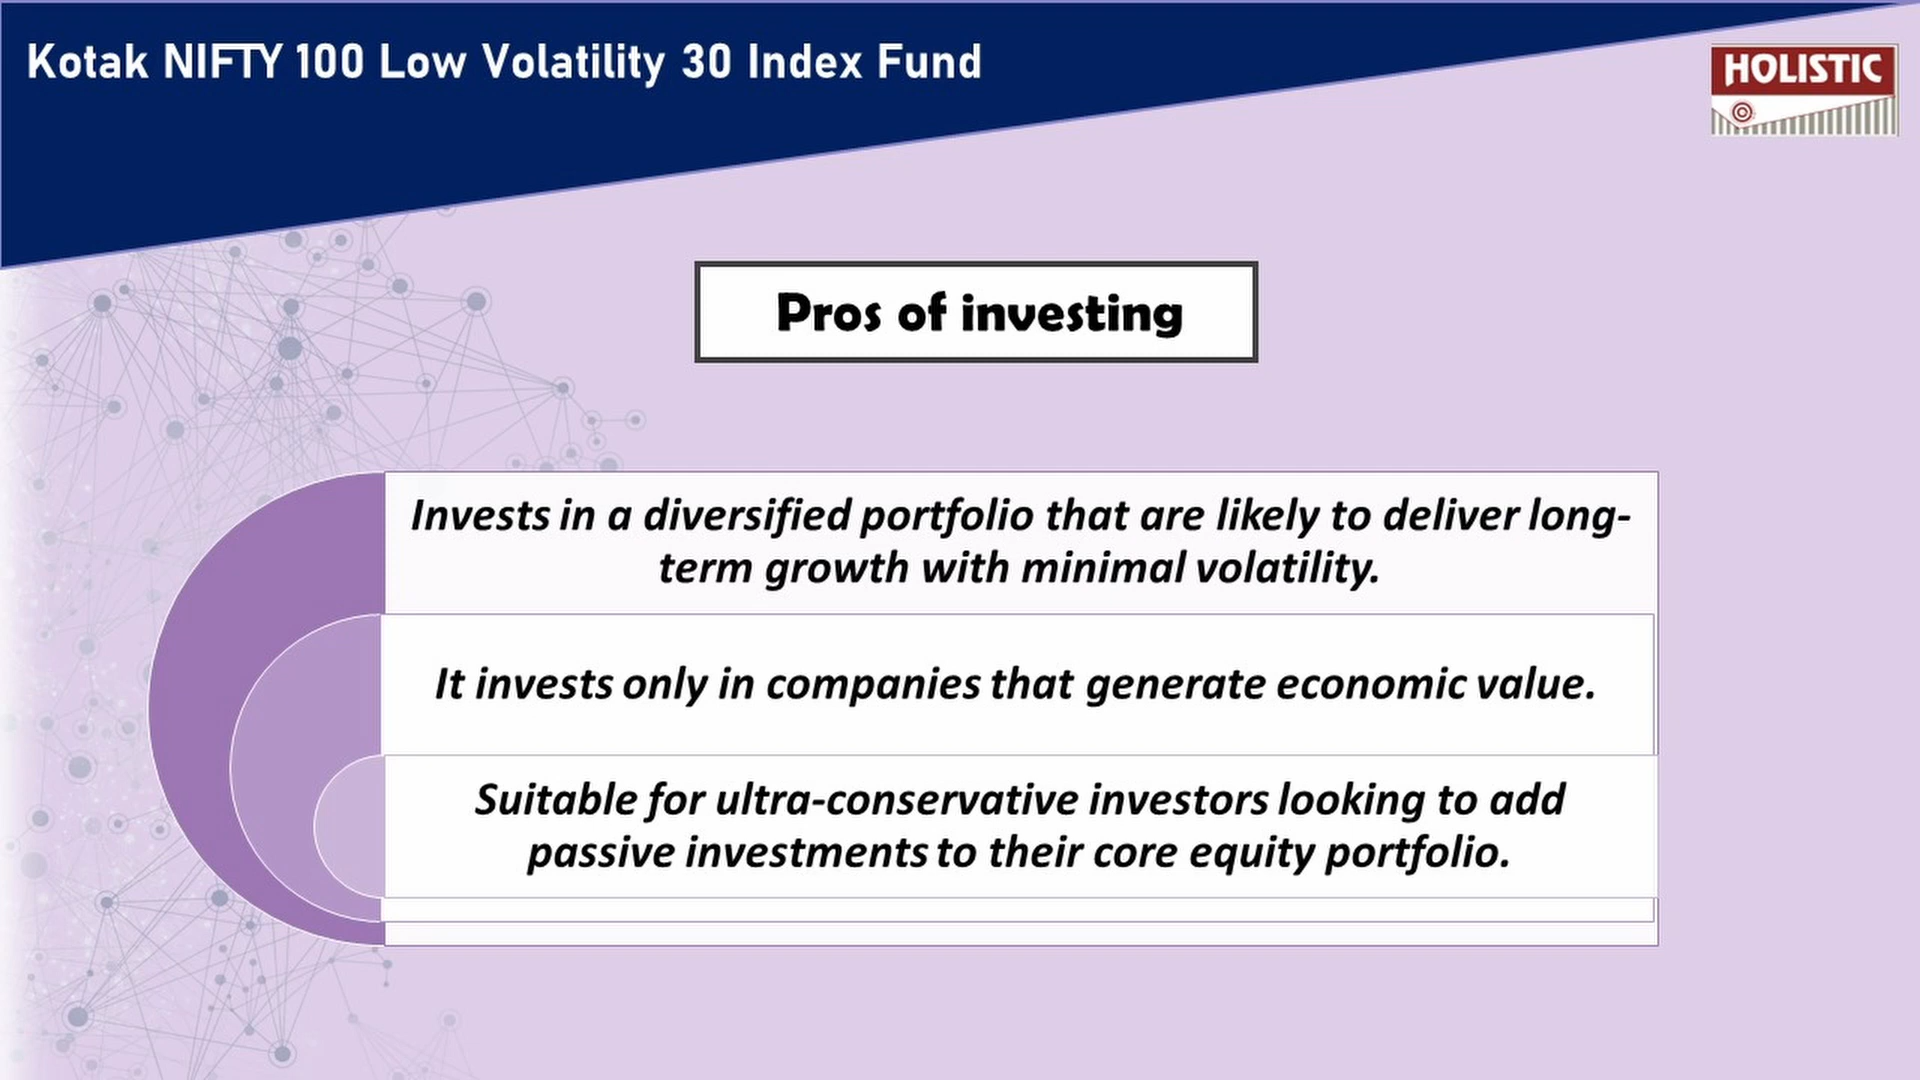 Kotak NIFTY 100 Low Volatility 30 Index Fund
HOLISTIC
Pros of investing
Invests in a diversified portfolio that are likely to deliver long-
term growth with minimal volatility.
It invests only in companies that generate economic value.
Suitable for ultra-conservative investors looking to add
passive investments to their core equity portfolio.